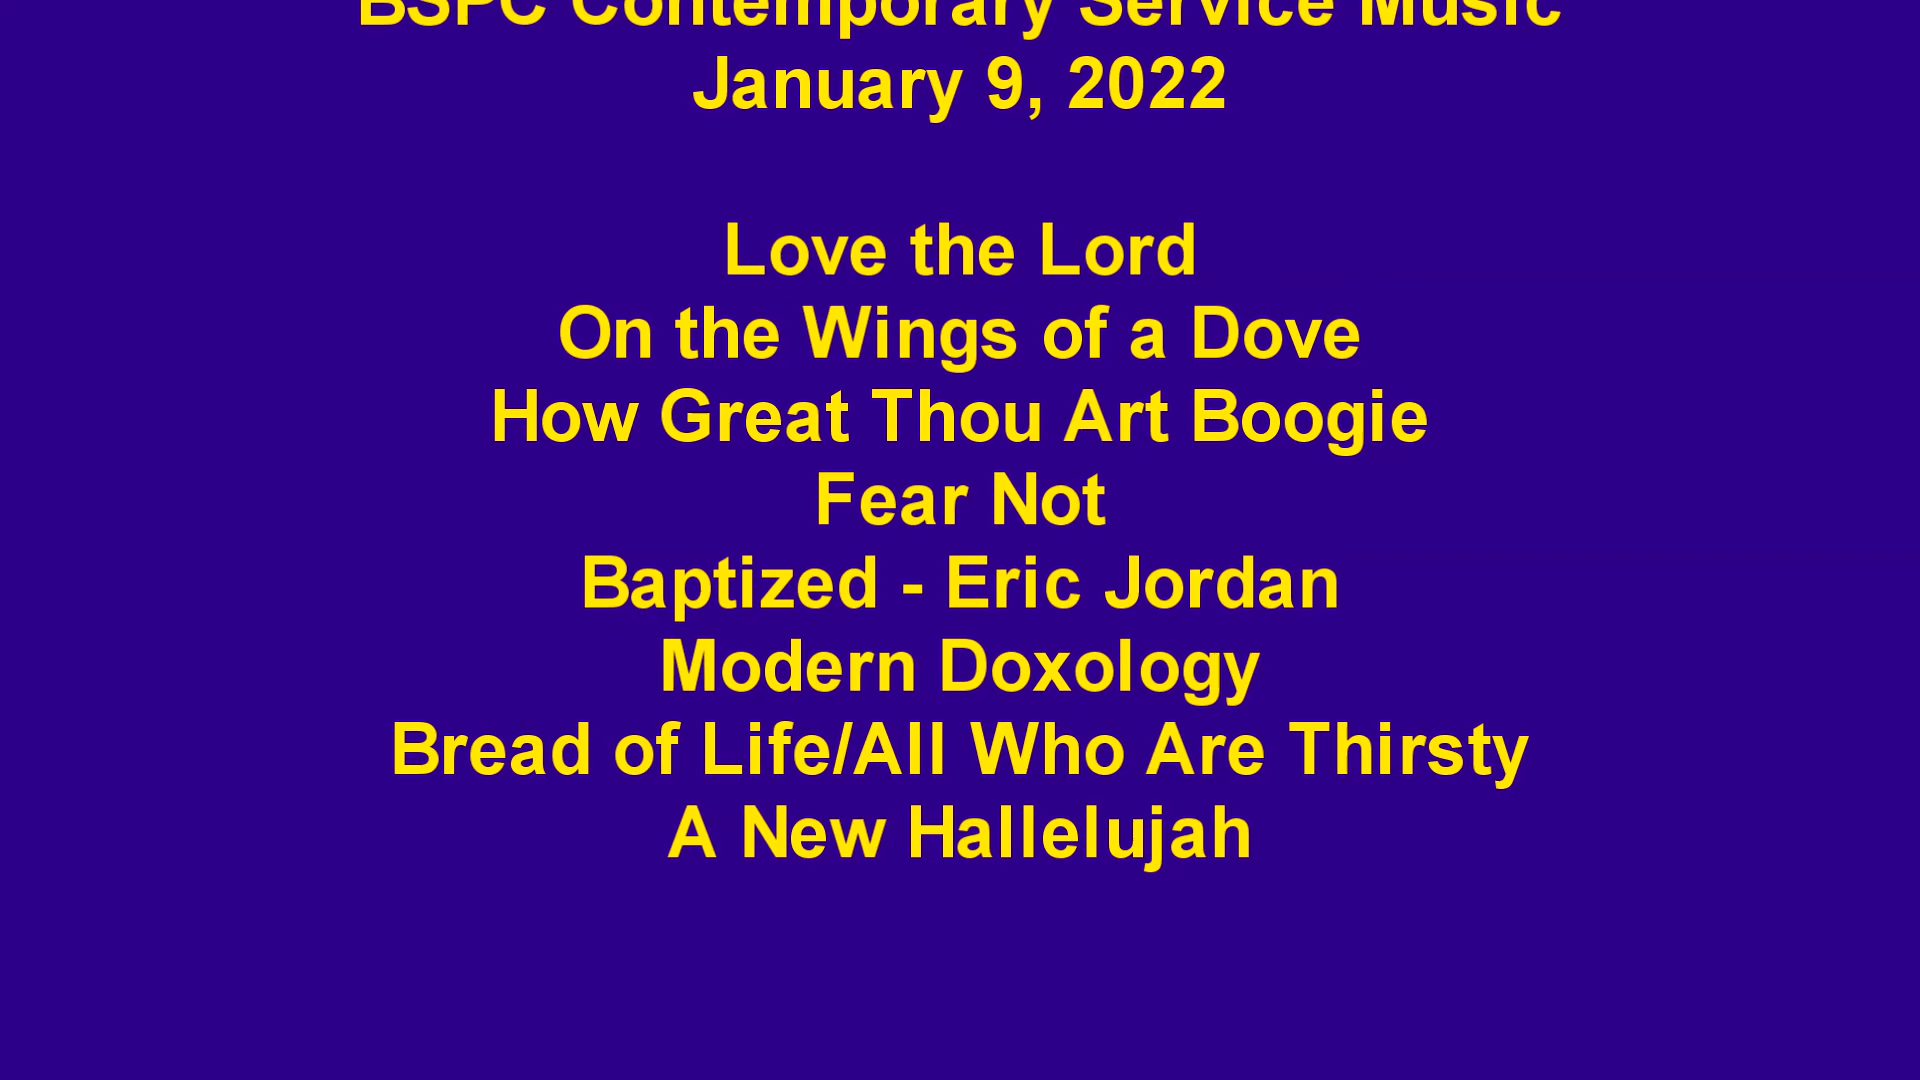 BSPC Contemporary Service Music
January 9, 2022
Love the Lord
On the Wings of a Dove
How Great Thou Art Boogie
Fear Not
Baptized - Eric Jordan
Modern Doxology
Bread of Life/All Who Are Thirsty
A New Hallelujah